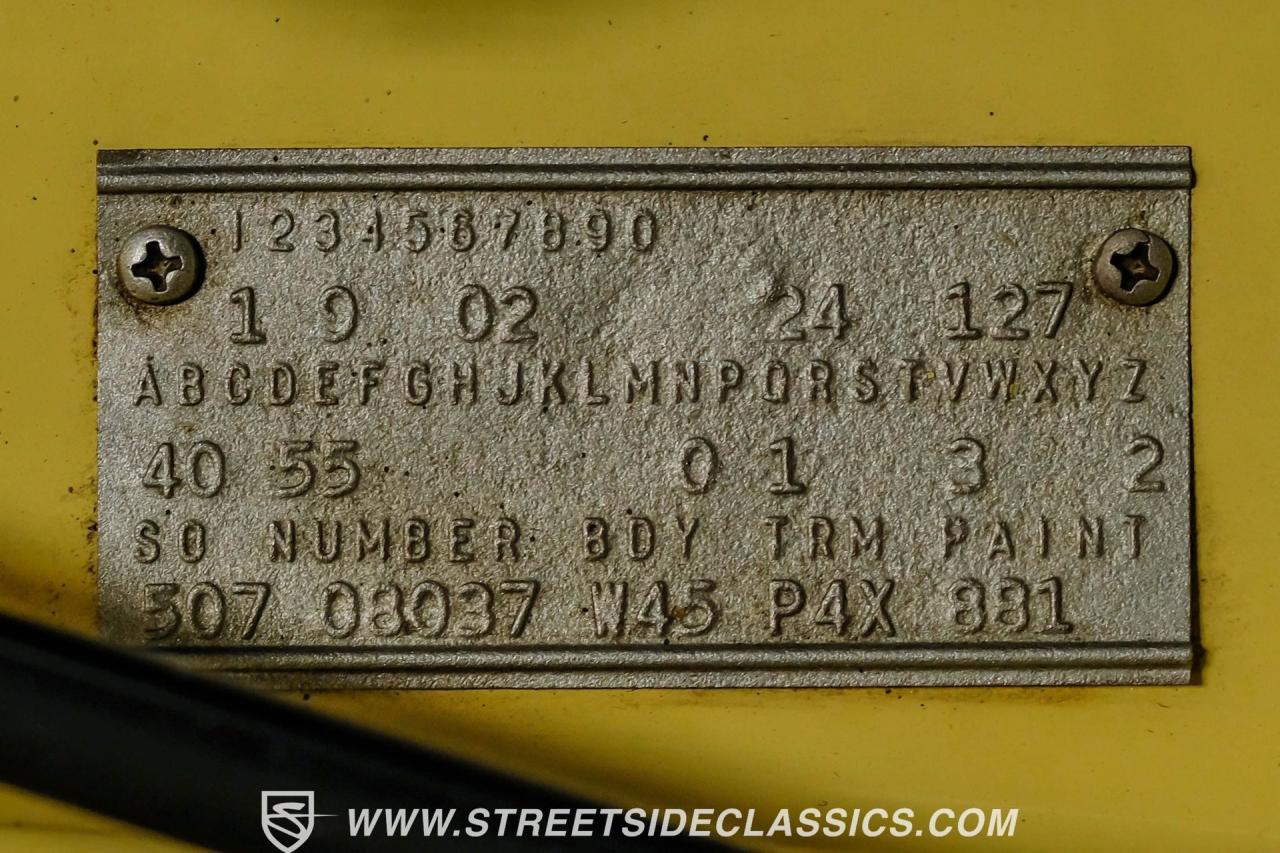 1234567890
1 9 02 24 127
ABCDEFGHJKLMNPQRSTVWXYZ
40 55 0 1 3 2
SO NUMBER BDY TRM PAINT
507 08037 W45 P4X 881
WWW.STREETSIDECLASSICS.COM